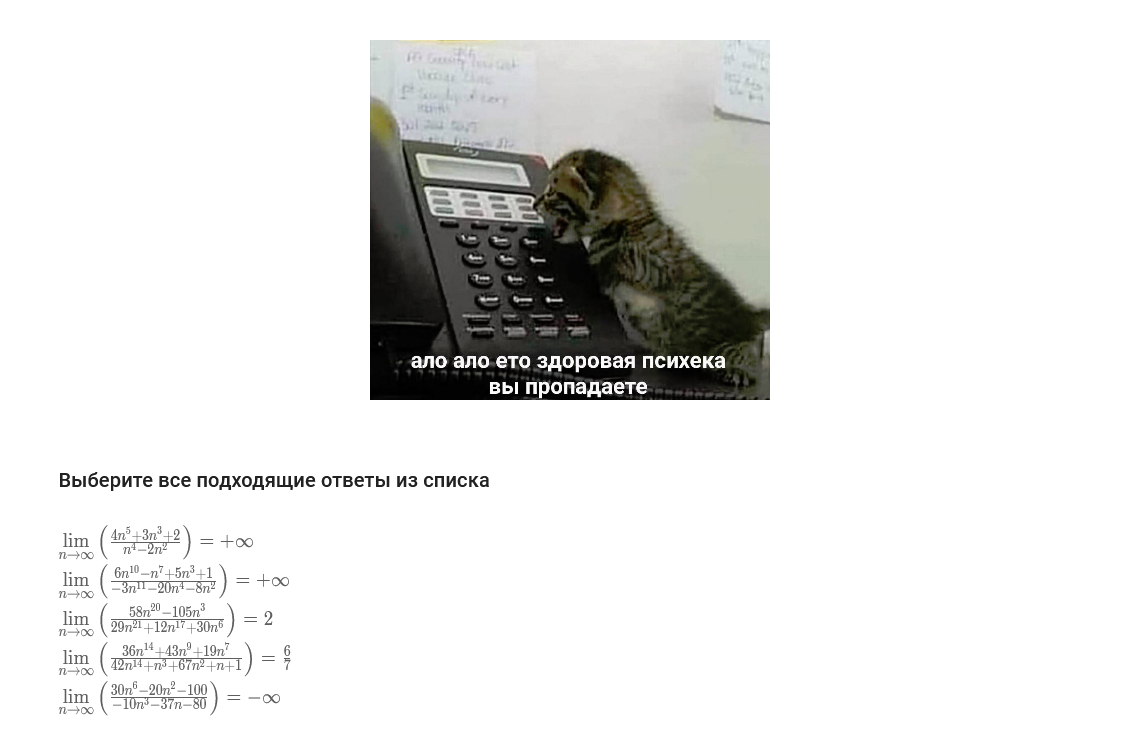 ало ало ето здоровая психека
вы пропадаете
Выберите все подходящие ответы из списка
lim n→∞ (4n^5+3n^3+2 / n^4−2n^2) = +∞
lim n→∞ (6n^10−n^7+5n^3+1 / −3n^11−20n^4−8n^2) = +∞
lim n→∞ (58n^20−105n^3 / 29n^21+12n^17+30n^6) = 2
lim n→∞ (36n^14+43n^9+19n^7 / 42n^14+n^3+67n^2+n+1) = 6/7
lim n→∞ (30n^6−20n^2−100 / −10n^3−37n−80) = −∞